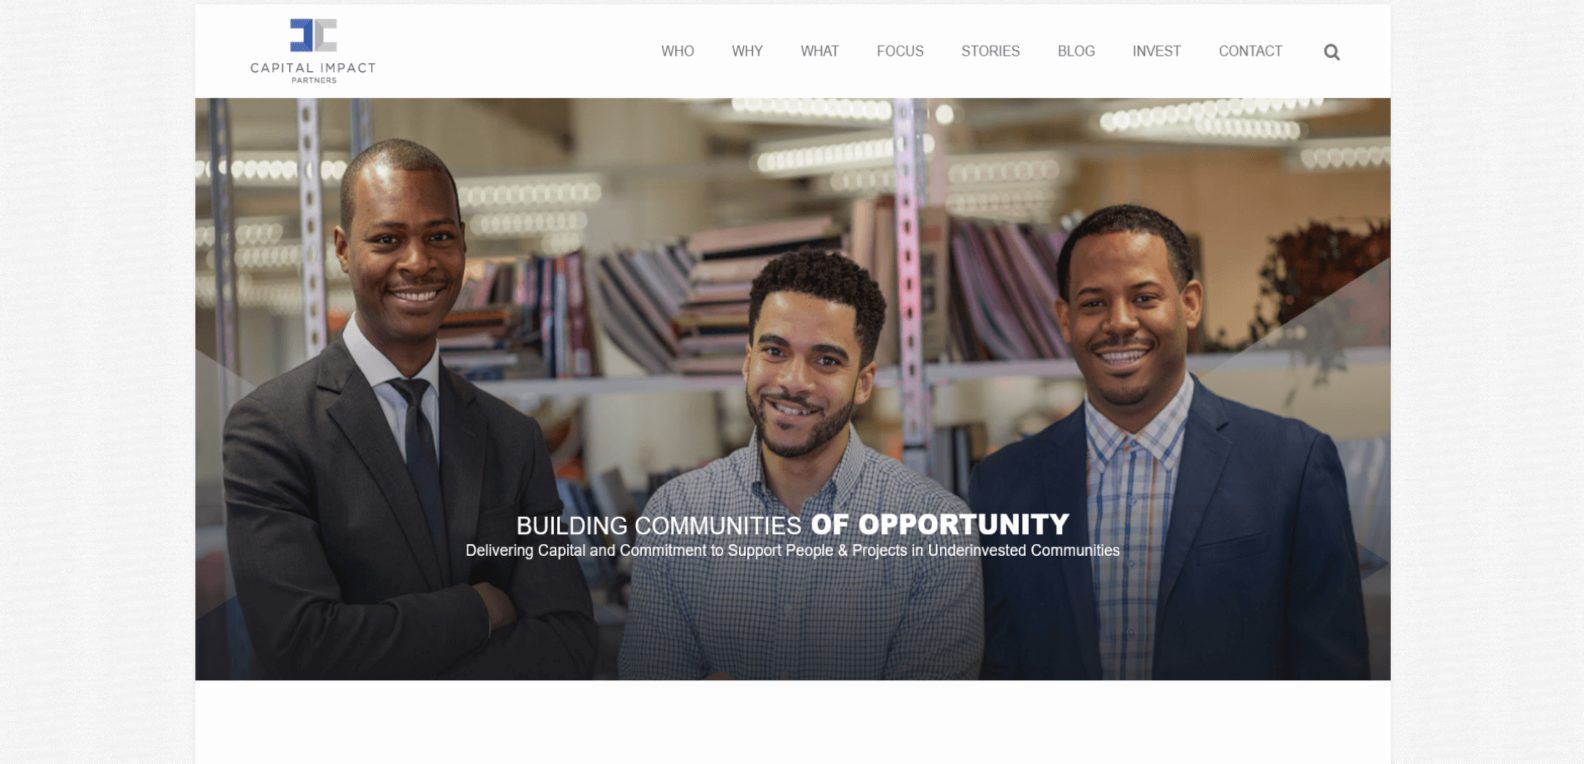 CAPITAL IMPACT
PARTNERS
WHO WHY WHAT FOCUS STORIES BLOG INVEST CONTACT
BUILDING COMMUNITIES OF OPPORTUNITY
Delivering Capital and Commitment to Support People & Projects in Underinvested Communities